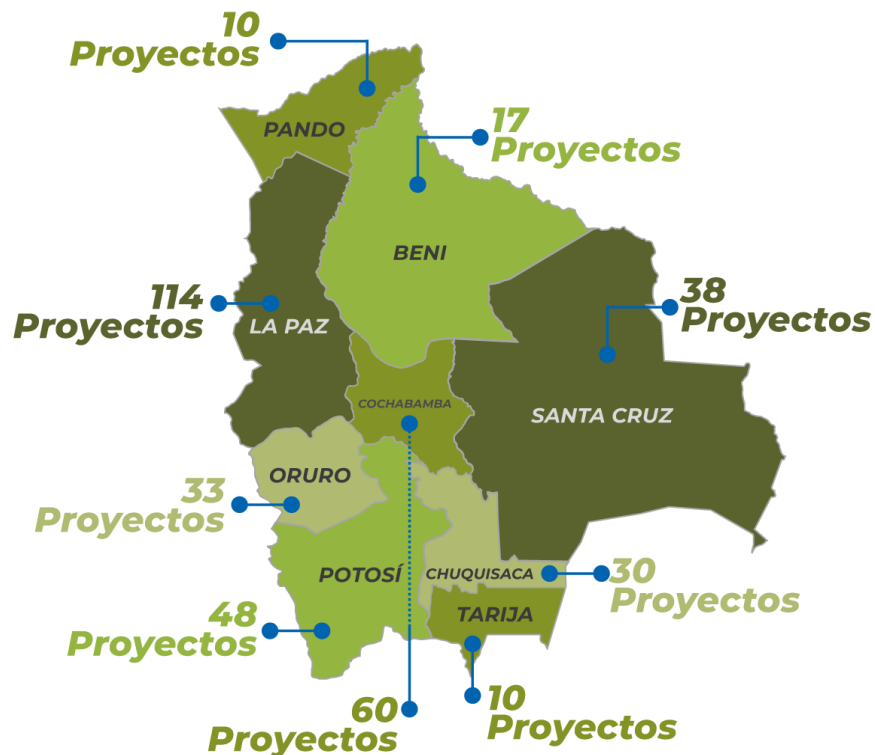 10
Proyectos
PANDO
17
Proyectos
BENI
114
Proyectos
LA PAZ
38
Proyectos
COCHABAMBA
SANTA CRUZ
ORURO
33
Proyectos
POTOSÍ
CHUQUISACA
30
Proyectos
TARIJA
48
Proyectos
60
Proyectos
10
Proyectos